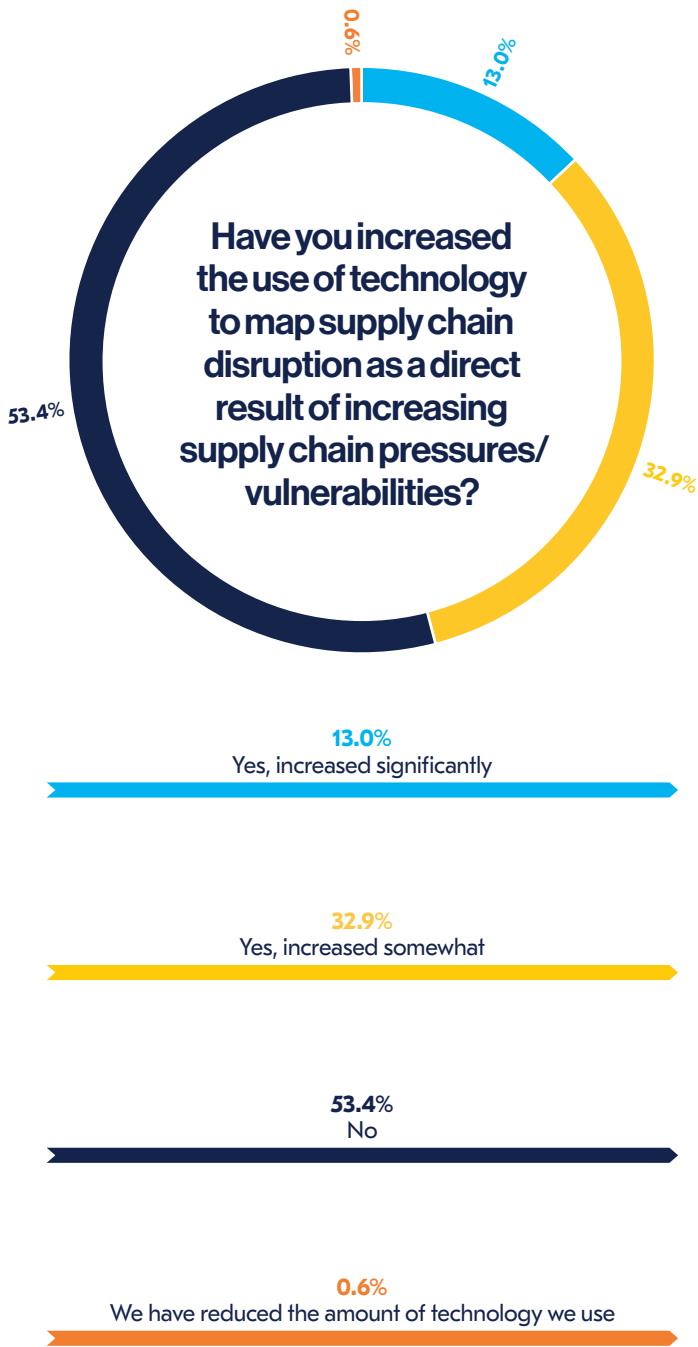 0.6%
13.0%
Have you increased
the use of technology
to map supply chain
disruption as a direct
result of increasing
supply chain pressures/
vulnerabilities?
53.4%
32.9%
13.0%
Yes, increased significantly
32.9%
Yes, increased somewhat
53.4%
No
0.6%
We have reduced the amount of technology we use